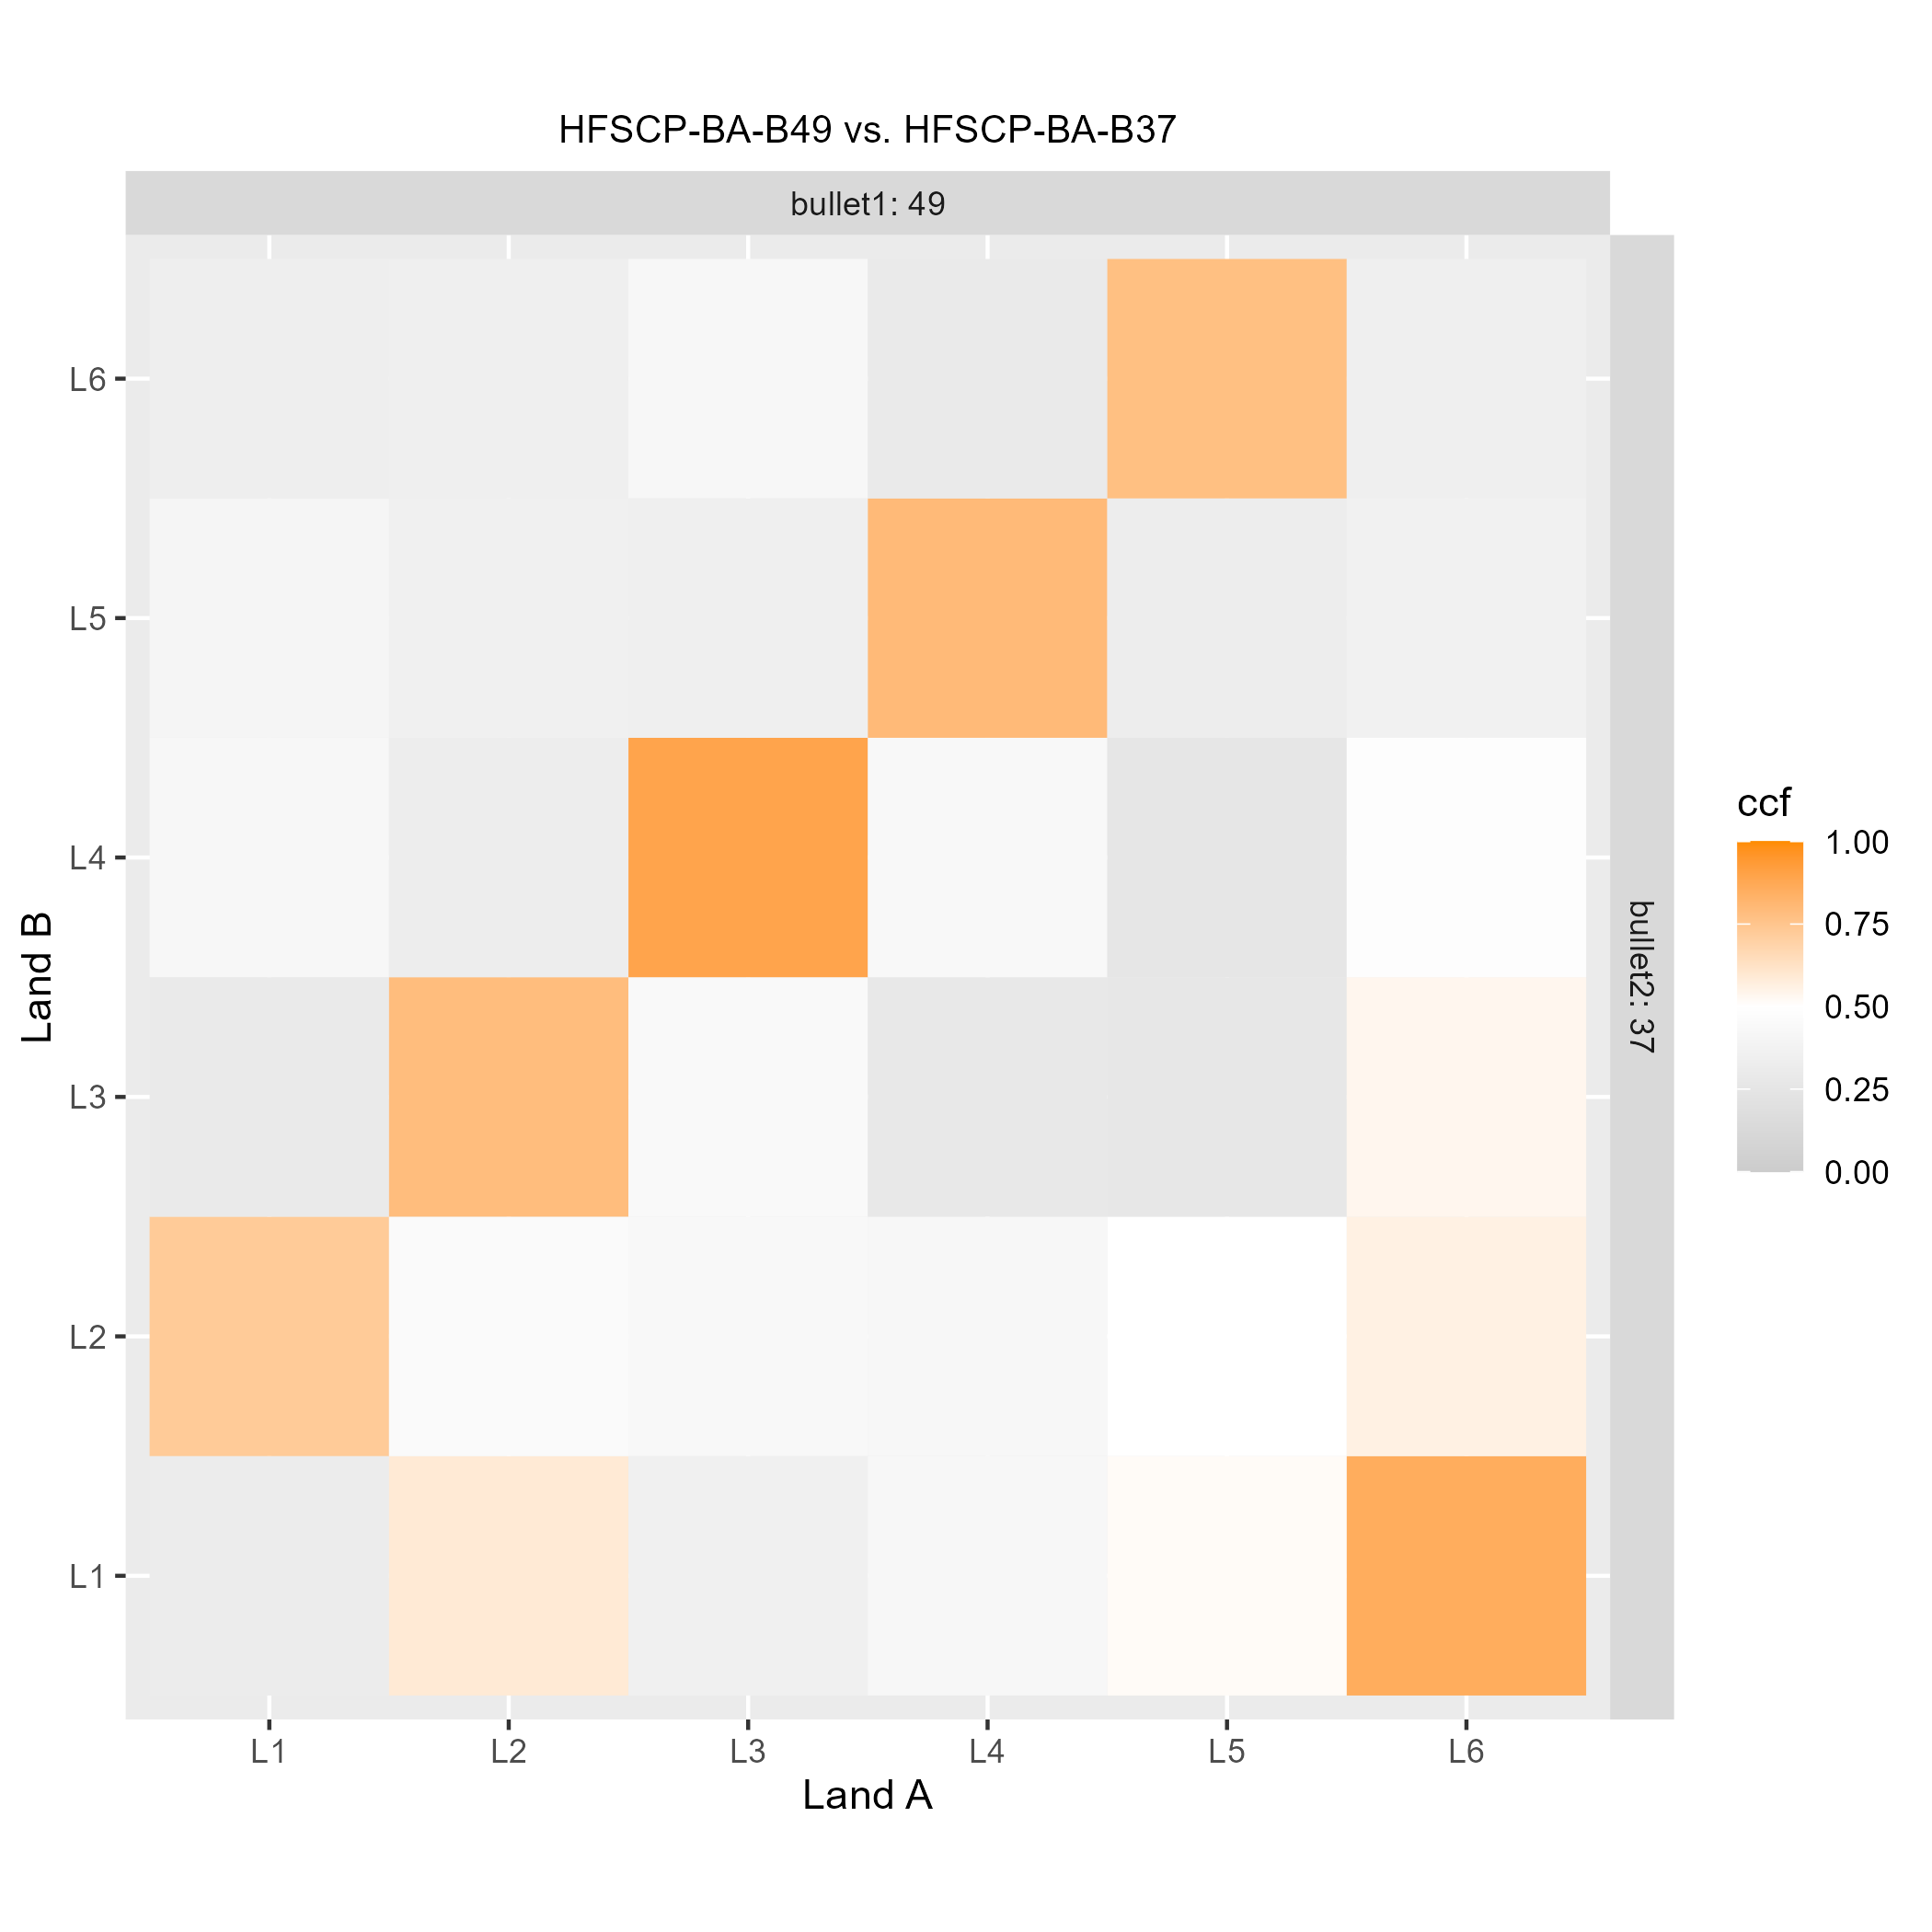 HFSCP-BA-B49 vs. HFSCP-BA-B37
bullet1: 49
L6
L5
L4
L3
L2
L1
Land B
bullet2: 37
L1 L2 L3 L4 L5 L6
Land A
ccf
1.00
0.75
0.50
0.25
0.00